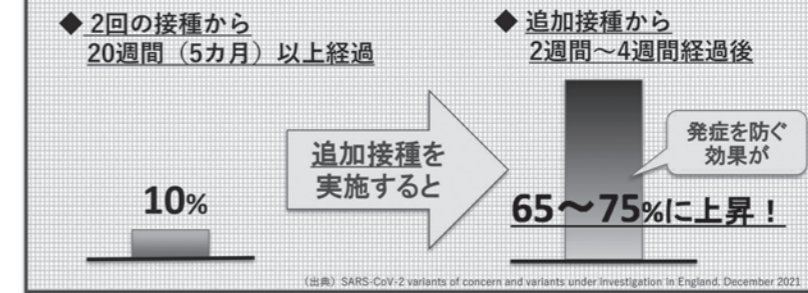 ◆ 2回の接種から
20週間（5カ月）以上経過
10%
追加接種を
実施すると
◆ 追加接種から
2週間～4週間経過後
発症を防ぐ
効果が
65～75%に上昇！
（出典）SARS-CoV-2 variants of concern and variants under investigation in England. December 2021